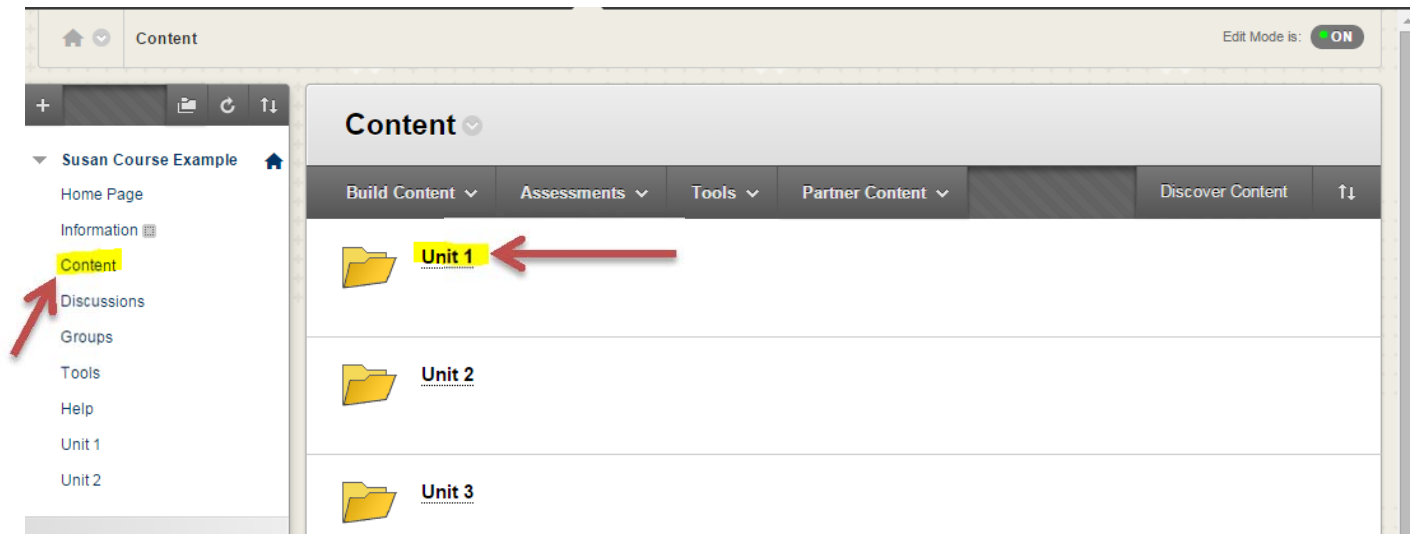 Content
Edit Mode is: ON
Susan Course Example
Home Page
Information
Content
Discussions
Groups
Tools
Help
Unit 1
Unit 2
Content
Build Content Assessments Tools Partner Content Discover Content
Unit 1
Unit 2
Unit 3